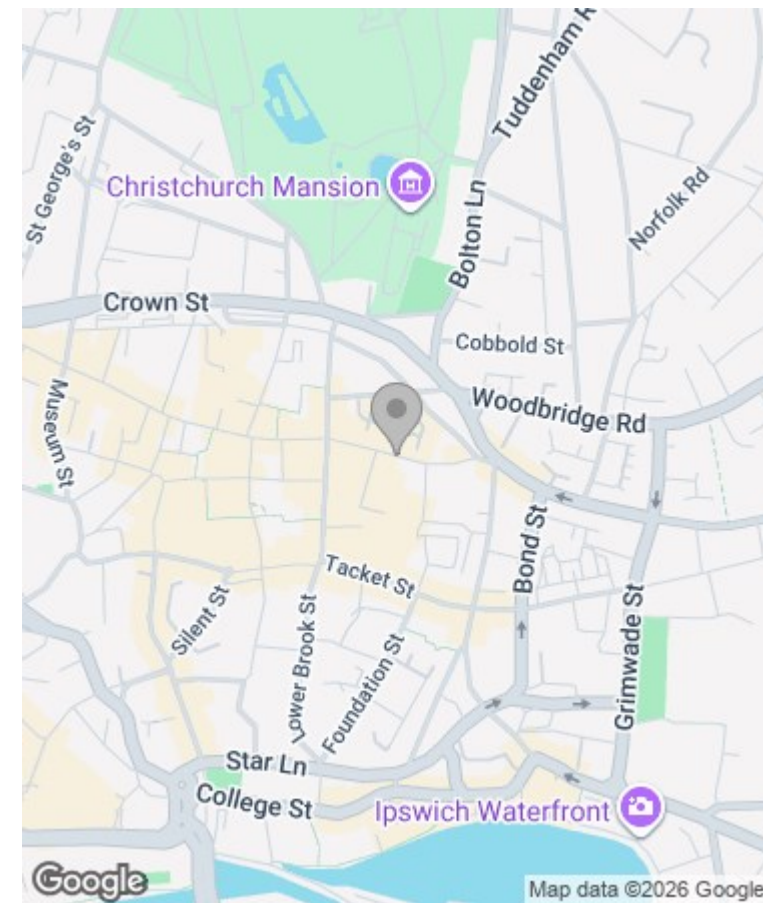 Tuddenham R
St George's St
Christchurch Mansion
Norfolk Rd
Bolton Ln
Crown St
Cobbold St
Museum St
Woodbridge Rd
Bond St
Tacket St
Silent St
Lower Brook St
Foundation St
Grimwade St
Star Ln
College St
Ipswich Waterfront
Google
Map data ©2026 Google